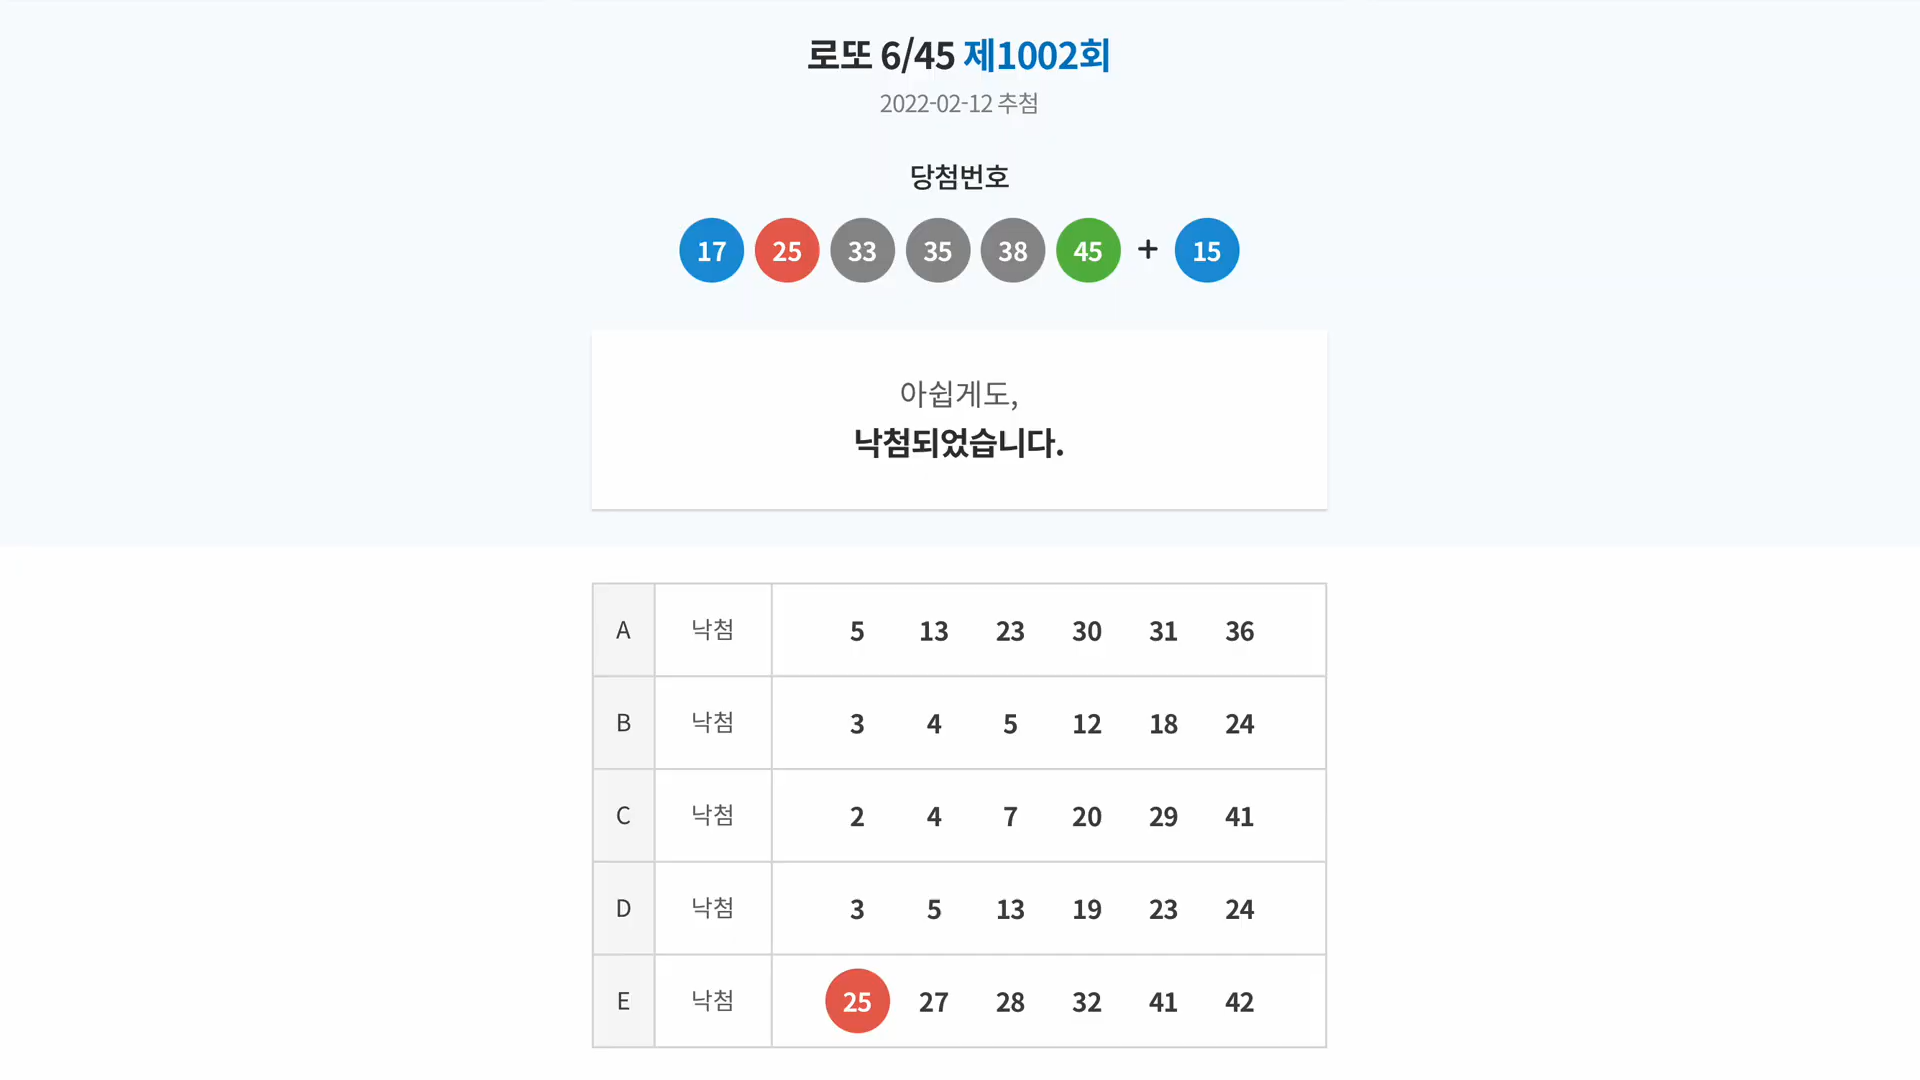 로또 6/45 제1002회
2022-02-12 추첨
당첨번호
17 25 33 35 38 45 + 15
아쉽게도,
낙첨되었습니다.
A 낙첨 5 13 23 30 31 36
B 낙첨 3 4 5 12 18 24
C 낙첨 2 4 7 20 29 41
D 낙첨 3 5 13 19 23 24
E 낙첨 25 27 28 32 41 42